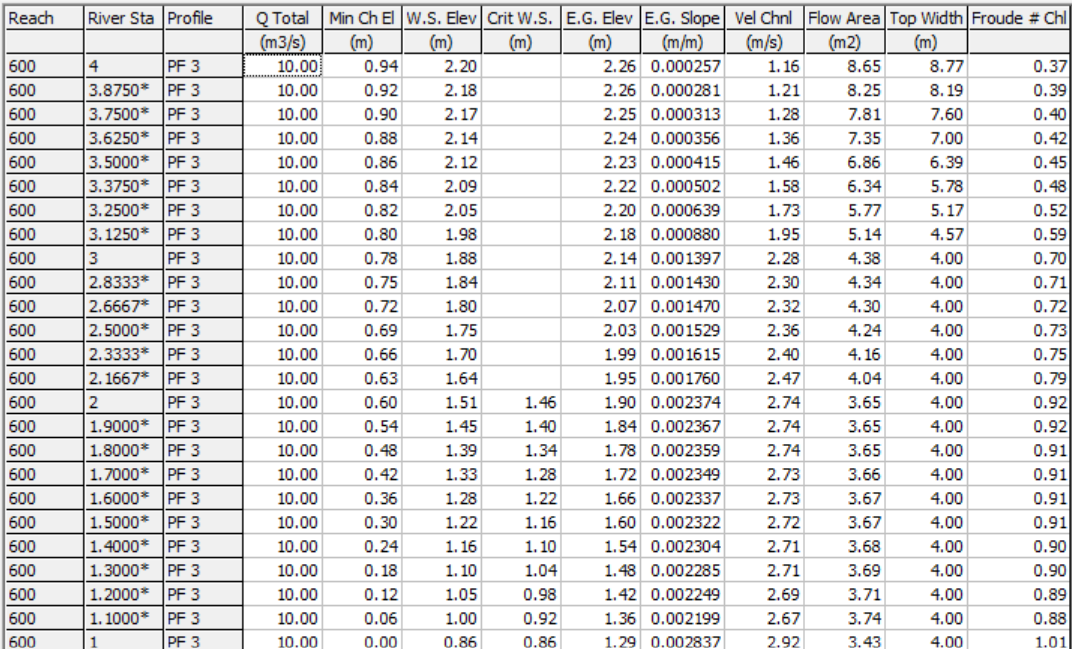 Reach River Sta Profile Q Total Min Ch El W.S. Elev Crit W.S. E.G. Elev E.G. Slope Vel Chnl Flow Area Top Width Froude # Chl
(m3/s) (m) (m) (m) (m) (m/m) (m/s) (m2) (m)
600 4 PF 3 10.00 0.94 2.20 2.26 0.000257 1.16 8.65 8.77 0.37
600 3.8750* PF 3 10.00 0.92 2.18 2.26 0.000281 1.21 8.25 8.19 0.39
600 3.7500* PF 3 10.00 0.90 2.17 2.25 0.000313 1.28 7.81 7.60 0.40
600 3.6250* PF 3 10.00 0.88 2.14 2.24 0.000356 1.36 7.35 7.00 0.42
600 3.5000* PF 3 10.00 0.86 2.12 2.23 0.000415 1.46 6.86 6.39 0.45
600 3.3750* PF 3 10.00 0.84 2.09 2.22 0.000502 1.58 6.34 5.78 0.48
600 3.2500* PF 3 10.00 0.82 2.05 2.20 0.000639 1.73 5.77 5.17 0.52
600 3.1250* PF 3 10.00 0.80 1.98 2.18 0.000880 1.95 5.14 4.57 0.59
600 3 PF 3 10.00 0.78 1.88 2.14 0.001397 2.28 4.38 4.00 0.70
600 2.8333* PF 3 10.00 0.75 1.84 2.11 0.001430 2.30 4.34 4.00 0.71
600 2.6667* PF 3 10.00 0.72 1.80 2.07 0.001470 2.32 4.30 4.00 0.72
600 2.5000* PF 3 10.00 0.69 1.75 2.03 0.001529 2.36 4.24 4.00 0.73
600 2.3333* PF 3 10.00 0.66 1.70 1.99 0.001615 2.40 4.16 4.00 0.75
600 2.1667* PF 3 10.00 0.63 1.64 1.95 0.001760 2.47 4.04 4.00 0.79
600 2 PF 3 10.00 0.60 1.51 1.46 1.90 0.002374 2.74 3.65 4.00 0.92
600 1.9000* PF 3 10.00 0.54 1.45 1.40 1.84 0.002367 2.74 3.65 4.00 0.92
600 1.8000* PF 3 10.00 0.48 1.39 1.34 1.78 0.002359 2.74 3.65 4.00 0.91
600 1.7000* PF 3 10.00 0.42 1.33 1.28 1.72 0.002349 2.73 3.66 4.00 0.91
600 1.6000* PF 3 10.00 0.36 1.28 1.22 1.66 0.002337 2.73 3.67 4.00 0.91
600 1.5000* PF 3 10.00 0.30 1.22 1.16 1.60 0.002322 2.72 3.67 4.00 0.91
600 1.4000* PF 3 10.00 0.24 1.16 1.10 1.54 0.002304 2.71 3.68 4.00 0.90
600 1.3000* PF 3 10.00 0.18 1.10 1.04 1.48 0.002285 2.71 3.69 4.00 0.90
600 1.2000* PF 3 10.00 0.12 1.05 0.98 1.42 0.002249 2.69 3.71 4.00 0.89
600 1.1000* PF 3 10.00 0.06 1.00 0.92 1.36 0.002199 2.67 3.74 4.00 0.88
600 1 PF 3 10.00 0.00 0.86 0.86 1.29 0.002837 2.92 3.43 4.00 1.01